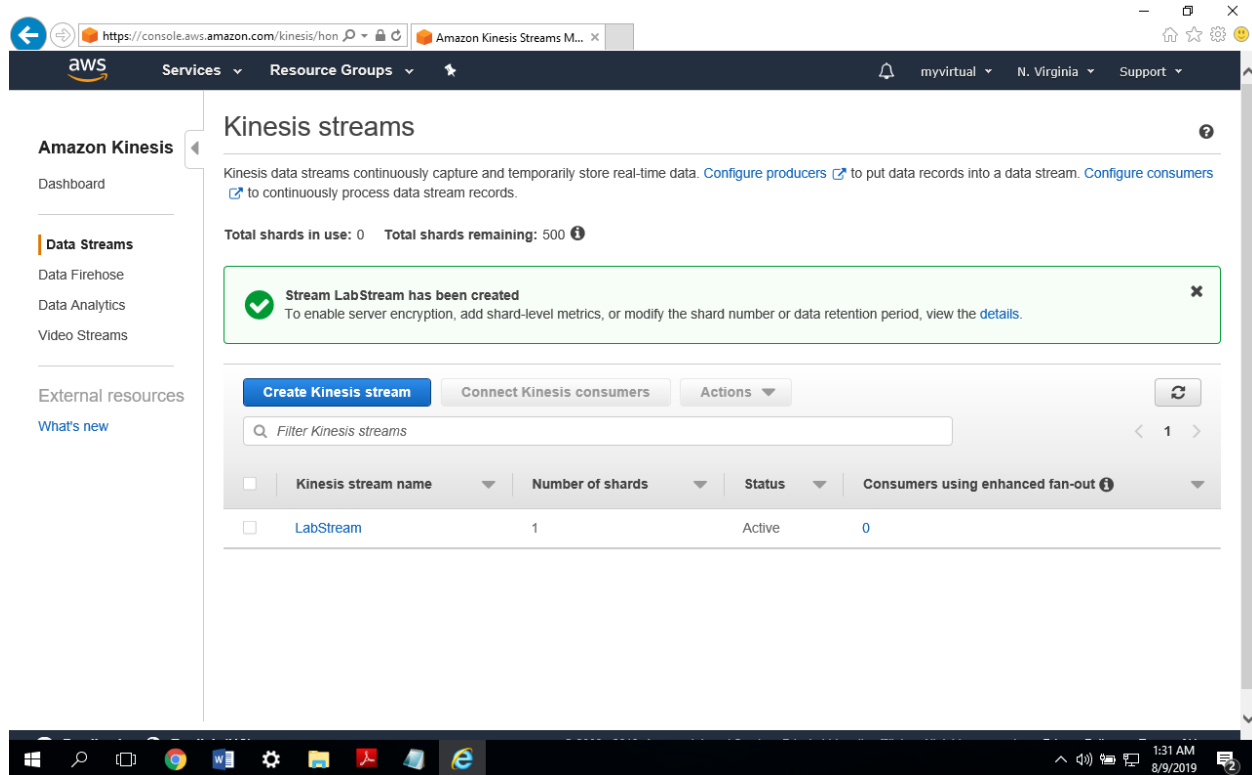 https://console.aws.amazon.com/kinesis/hon
Amazon Kinesis Streams M...
aws
Services
Resource Groups
myvirtual
N. Virginia
Support
Amazon Kinesis
Dashboard
Data Streams
Data Firehose
Data Analytics
Video Streams
External resources
What's new
Kinesis streams
Kinesis data streams continuously capture and temporarily store real-time data. Configure producers to put data records into a data stream. Configure consumers
to continuously process data stream records.
Total shards in use: 0 Total shards remaining: 500
Stream LabStream has been created
To enable server encryption, add shard-level metrics, or modify the shard number or data retention period, view the details.
Create Kinesis stream
Connect Kinesis consumers
Actions
Filter Kinesis streams
1
Kinesis stream name
Number of shards
Status
Consumers using enhanced fan-out
LabStream
1
Active
0
1:31 AM
8/9/2019
2